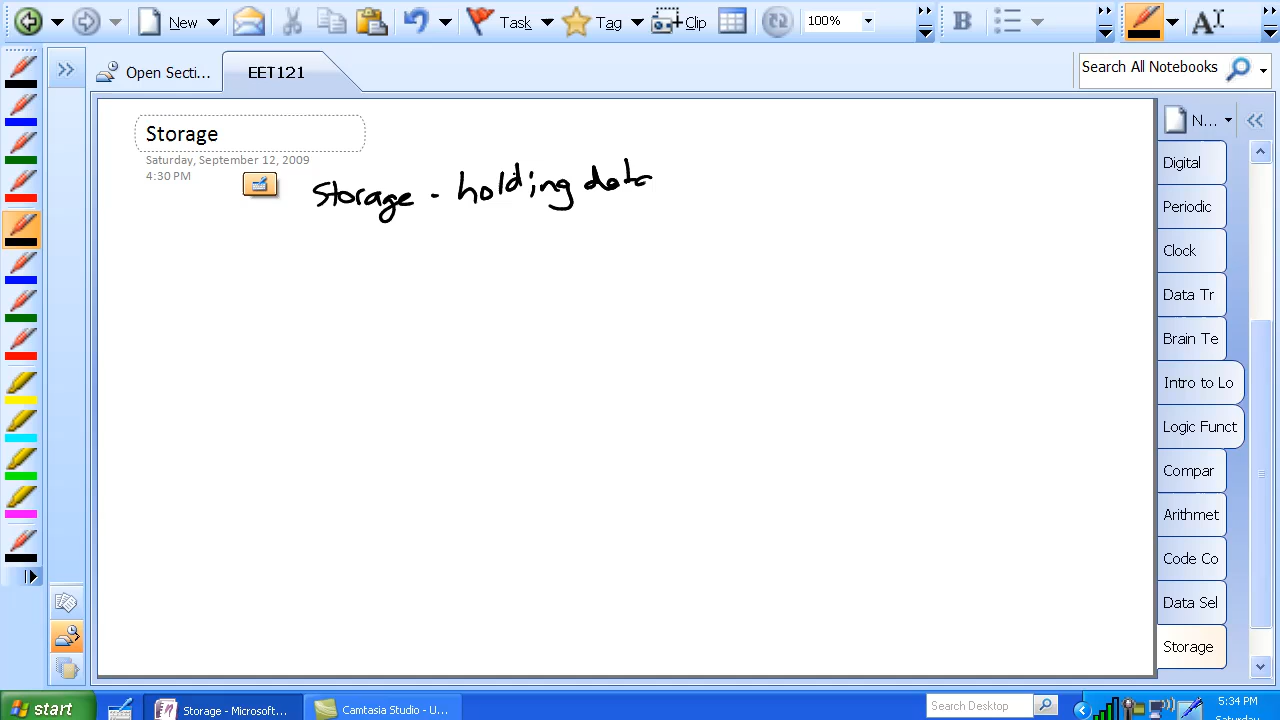 New Task Tag Clip 100% B A
Open Secti... EET121 Search All Notebooks
N...
Storage
Saturday, September 12, 2009
4:30 PM
Storage - holding data
Digital
Periodic
Clock
Data Tr
Brain Te
Intro to Lo
Logic Funct
Compar
Arithmet
Code Co
Data Sel
Storage
start Storage - Microsoft... Camtasia Studio - U... Search Desktop 5:34 PM
Saturday